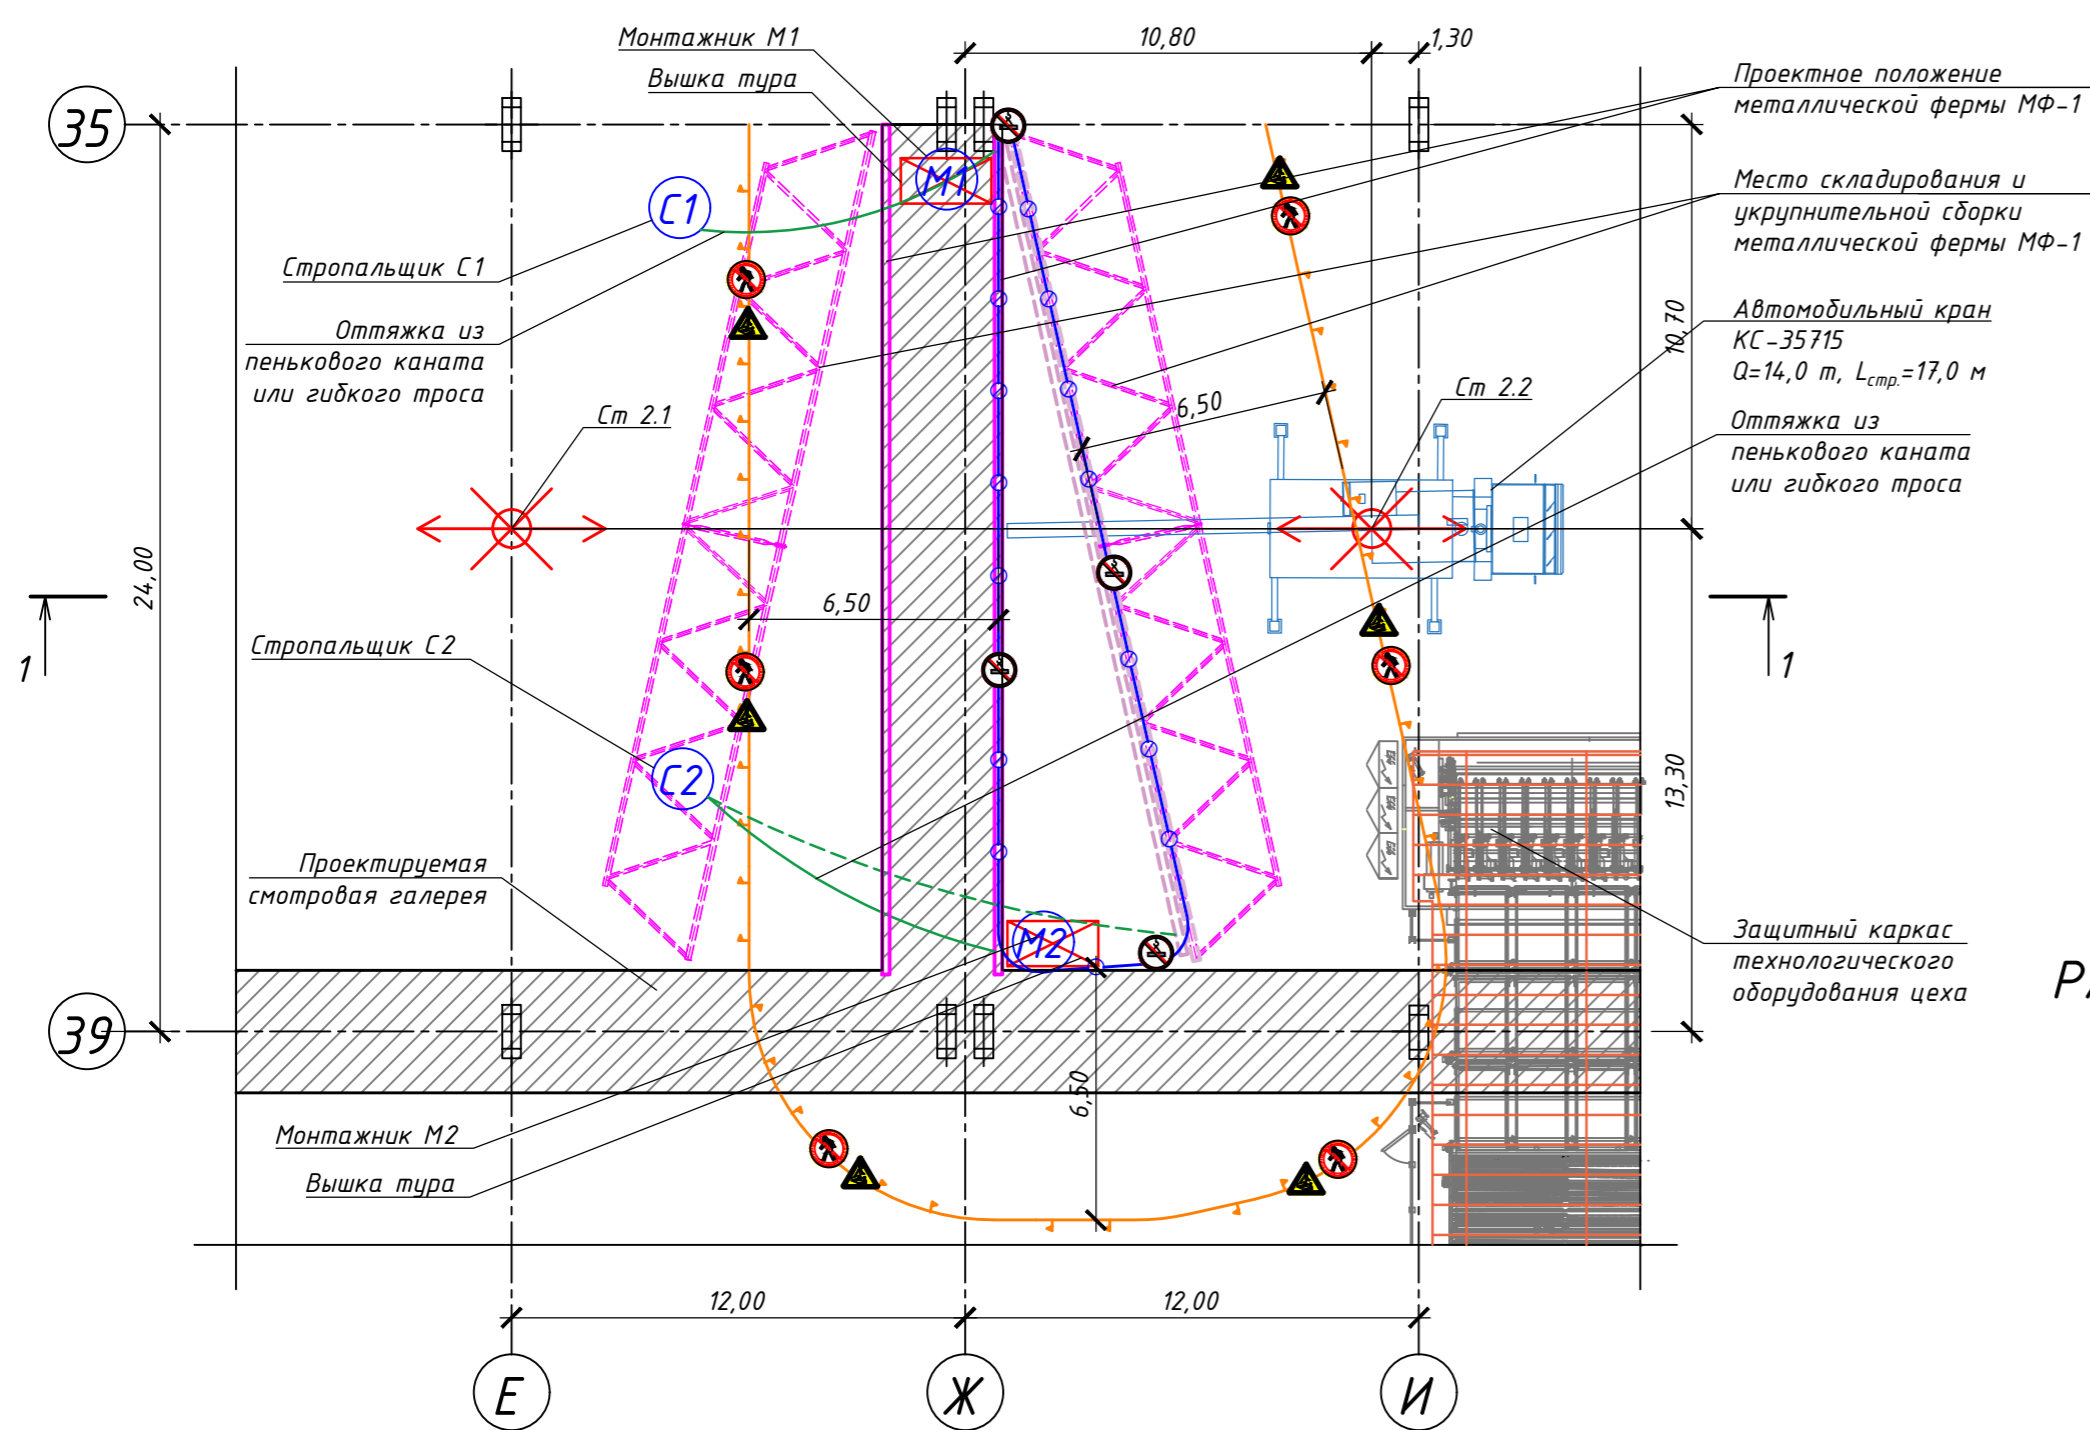 Монтажник М1
Вышка тура
10,80
1,30
Проектное положение
металлической фермы МФ-1
35
М1
С1
Место складирования и
укрупнительной сборки
металлической фермы МФ-1
Стропальщик С1
Оттяжка из
пенькового каната
или гибкого троса
10,70
Автомобильный кран
КС-35715
Q=14,0 т, Lстр.=17,0 м
Ст 2.1
6,50
Ст 2.2
Оттяжка из
пенькового каната
или гибкого троса
24,00
6,50
1
1
Стропальщик С2
С2
13,30
Проектируемая
смотровая галерея
М2
Защитный каркас
технологического
оборудования цеха
39
6,50
Монтажник М2
Вышка тура
12,00
12,00
Е
Ж
И